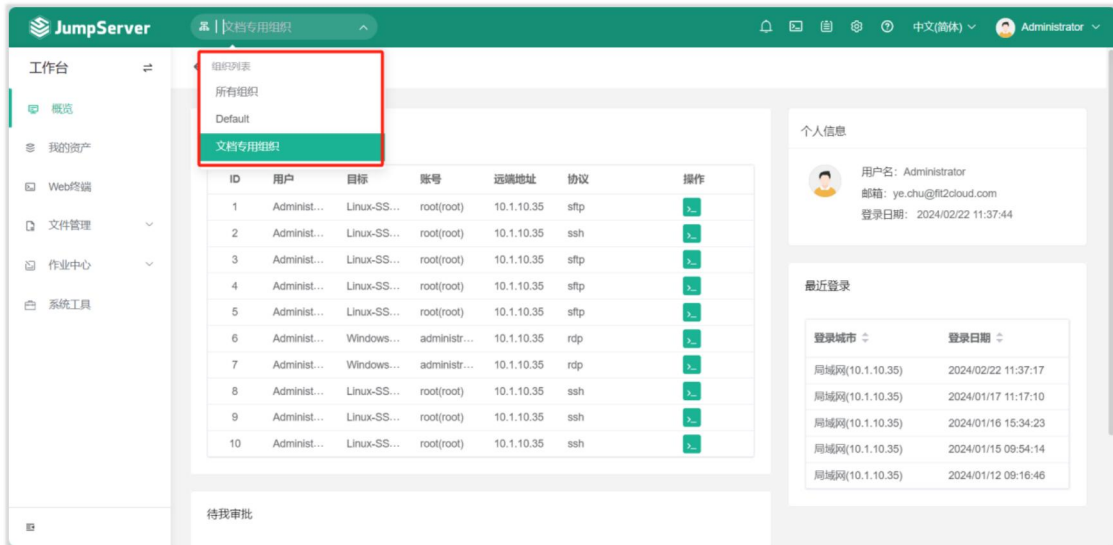 JumpServer 文档专用组织 中文(简体) Administrator
工作台
概览
我的资产
Web终端
文件管理
作业中心
系统工具
组织列表
所有组织
Default
文档专用组织
ID 用户 目标 账号 远端地址 协议 操作
1 Administ... Linux-SS... root(root) 10.1.10.35 sftp
2 Administ... Linux-SS... root(root) 10.1.10.35 ssh
3 Administ... Linux-SS... root(root) 10.1.10.35 sftp
4 Administ... Linux-SS... root(root) 10.1.10.35 sftp
5 Administ... Linux-SS... root(root) 10.1.10.35 sftp
6 Administ... Windows... administr... 10.1.10.35 rdp
7 Administ... Windows... administr... 10.1.10.35 rdp
8 Administ... Linux-SS... root(root) 10.1.10.35 ssh
9 Administ... Linux-SS... root(root) 10.1.10.35 ssh
10 Administ... Linux-SS... root(root) 10.1.10.35 ssh
待我审批
个人信息
用户名: Administrator
邮箱: ye.chu@fit2cloud.com
登录日期: 2024/02/22 11:37:44
最近登录
登录城市 登录日期
局域网(10.1.10.35) 2024/02/22 11:37:17
局域网(10.1.10.35) 2024/01/17 11:17:10
局域网(10.1.10.35) 2024/01/16 15:34:23
局域网(10.1.10.35) 2024/01/15 09:54:14
局域网(10.1.10.35) 2024/01/12 09:16:46